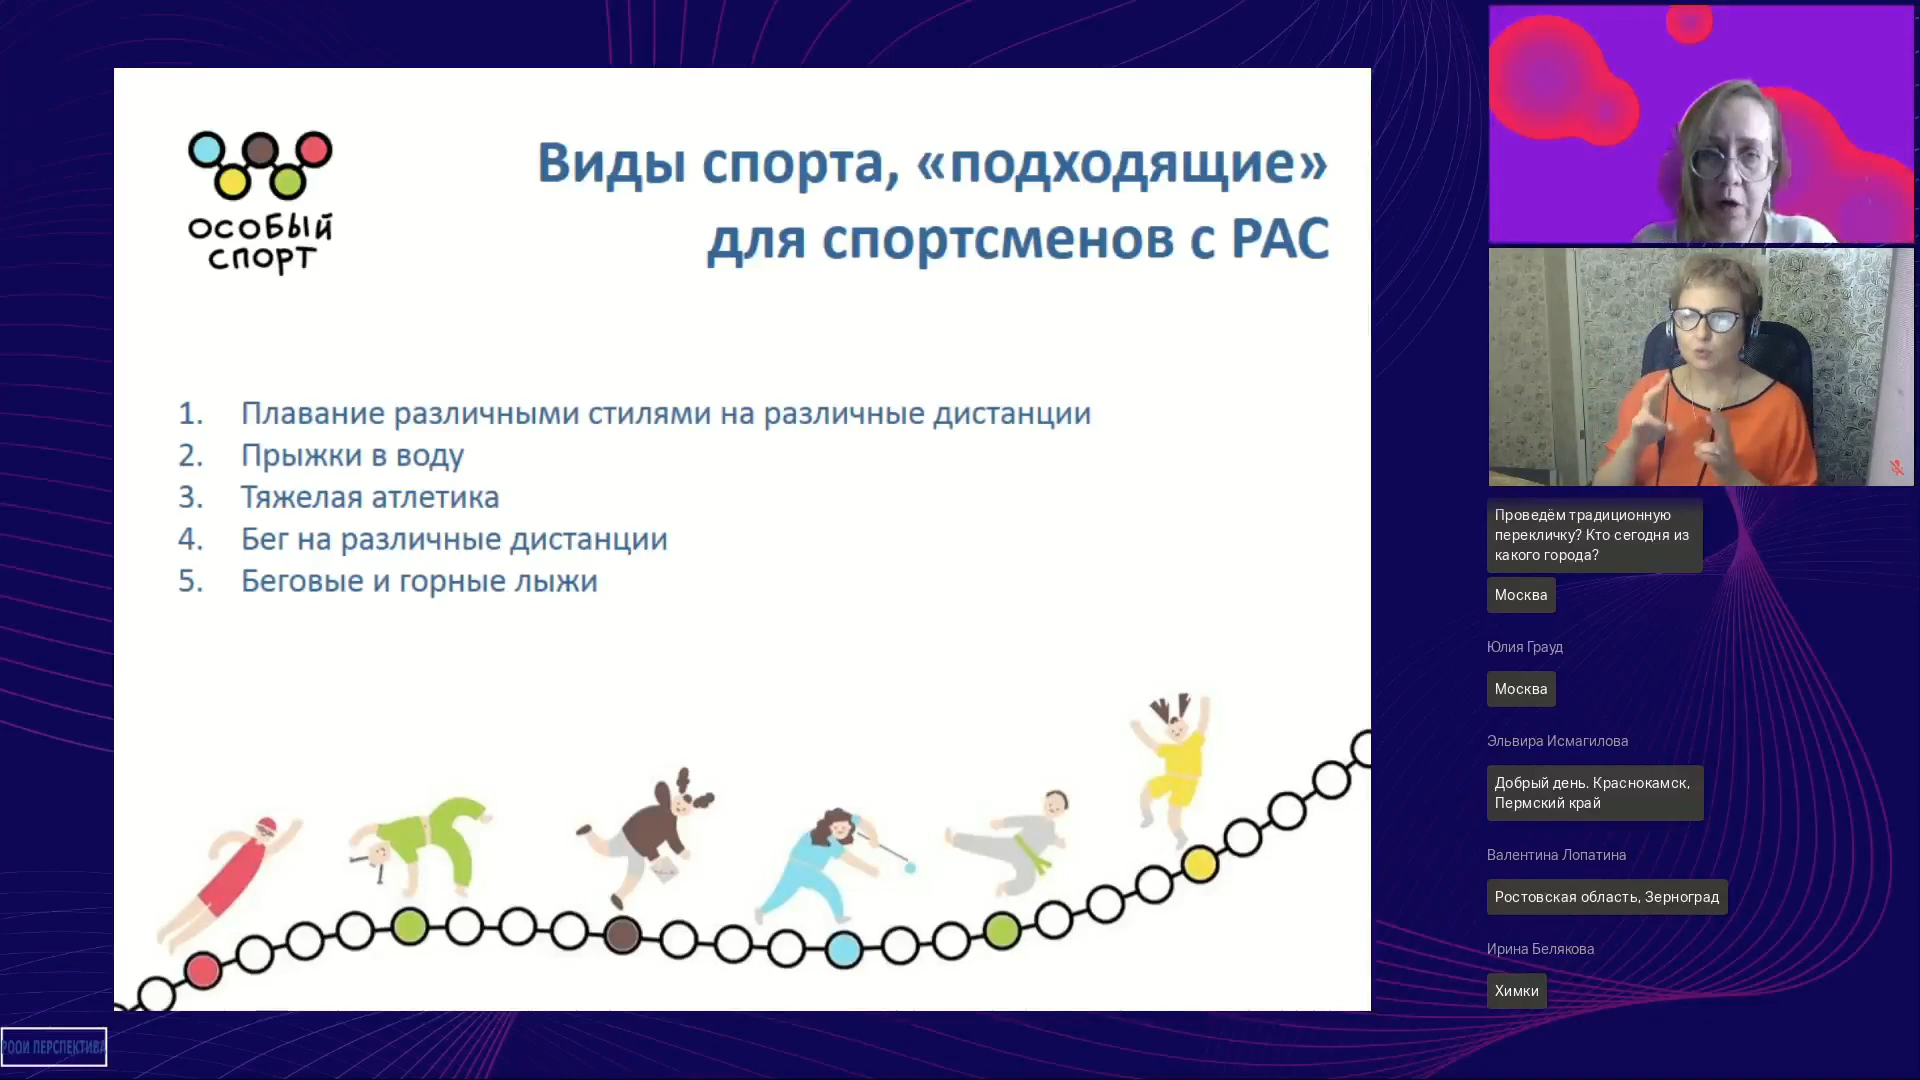 ОСОБЫЙ
СПОРТ
Виды спорта, «подходящие»
для спортсменов с РАС
1. Плавание различными стилями на различные дистанции
2. Прыжки в воду
3. Тяжелая атлетика
4. Бег на различные дистанции
5. Беговые и горные лыжи
Проведём традиционную
перекличку? Кто сегодня из
какого города?
Москва
Юлия Грауд
Москва
Эльвира Исмагилова
Добрый день. Краснокамск,
Пермский край
Валентина Лопатина
Ростовская область, Зерноград
Ирина Белякова
Химки
РООИ ПЕРСПЕКТИВА